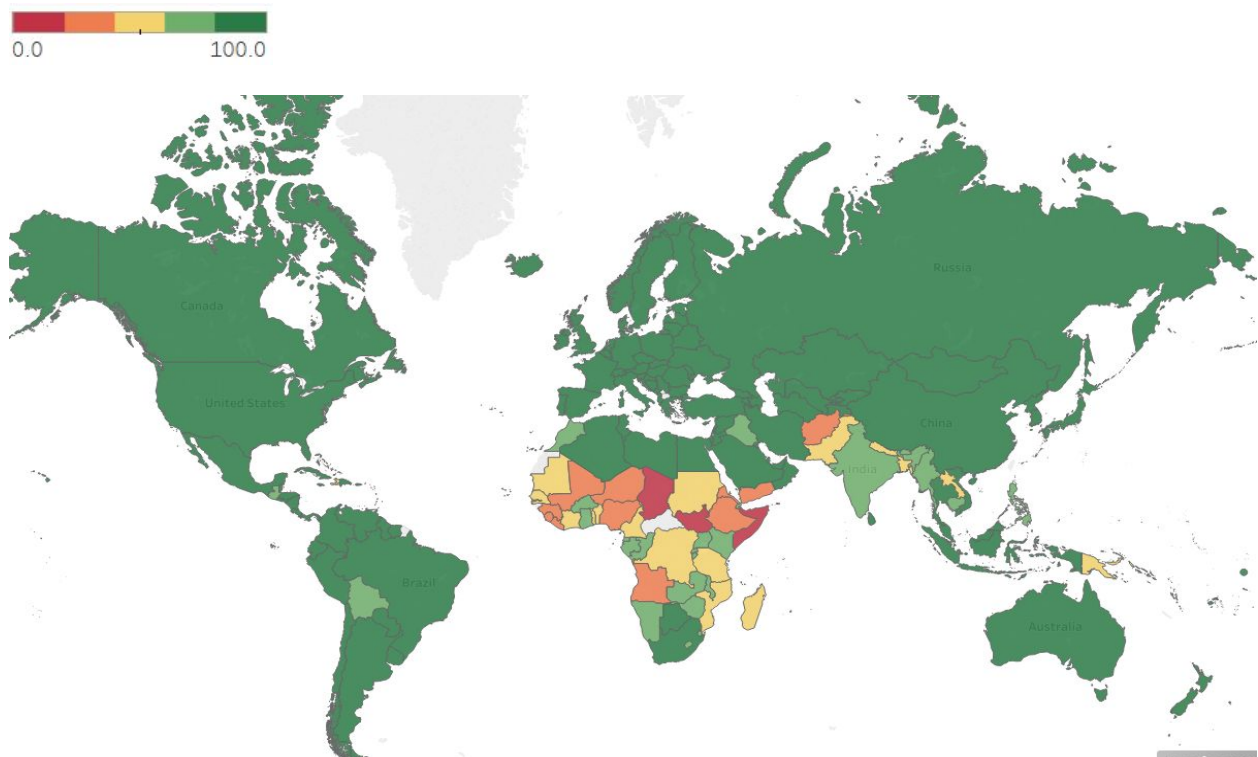 0.0 100.0
Russia
Canada
United States
China
India
Brazil
Australia